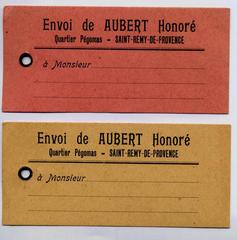 Envoi de AUBERT Honoré
Quartier Pégomas - SAINT-REMY-DE-PROVENCE
à Monsieur
Envoi de AUBERT Honoré
Quartier Pégomas - SAINT-REMY-DE-PROVENCE
à Monsieur